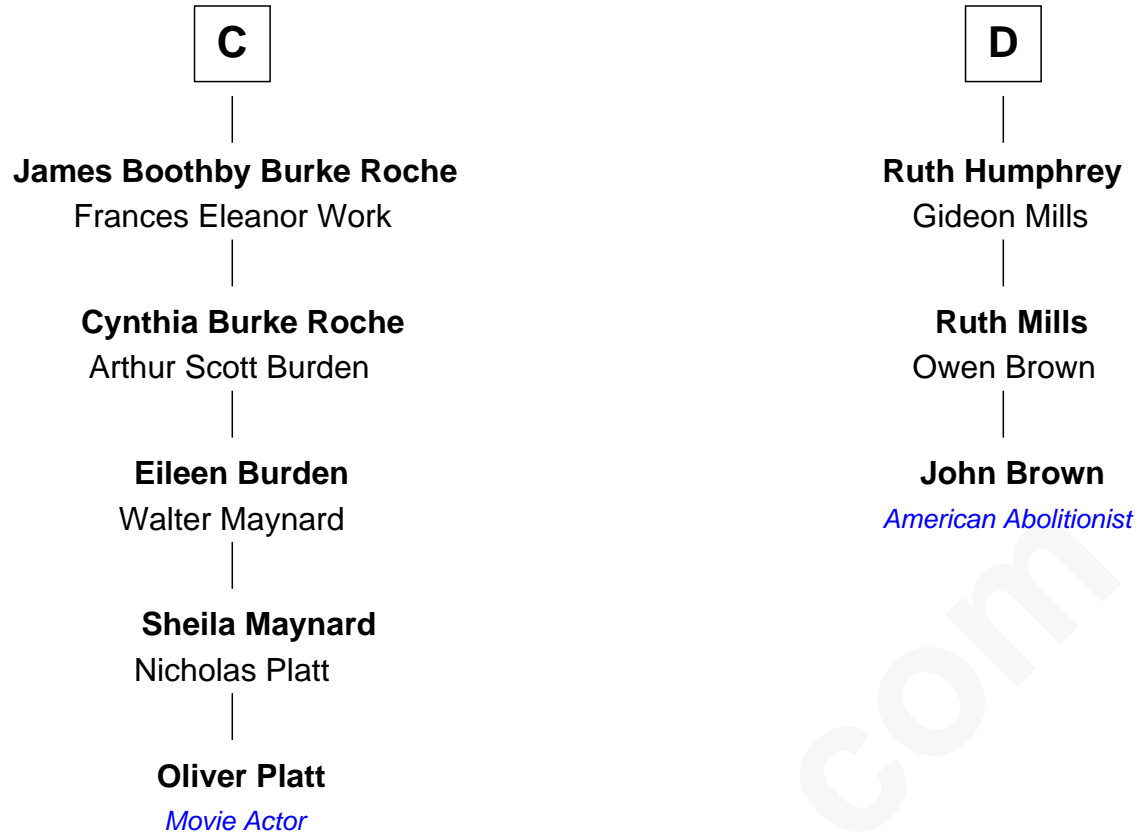 C
James Boothby Burke Roche
Frances Eleanor Work
Cynthia Burke Roche
Arthur Scott Burden
Eileen Burden
Walter Maynard
Sheila Maynard
Nicholas Platt
Oliver Platt
Movie Actor
D
Ruth Humphrey
Gideon Mills
Ruth Mills
Owen Brown
John Brown
American Abolitionist
com